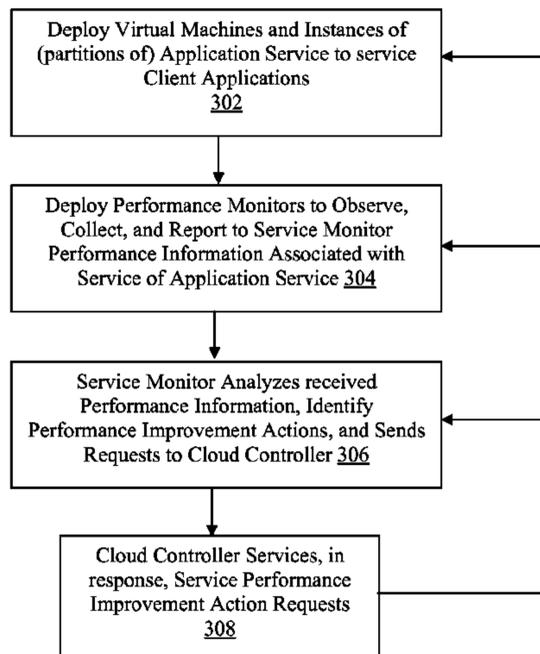 Deploy Virtual Machines and Instances of
(partitions of) Application Service to service
Client Applications
302
Deploy Performance Monitors to Observe,
Collect, and Report to Service Monitor
Performance Information Associated with
Service of Application Service 304
Service Monitor Analyzes received
Performance Information, Identify
Performance Improvement Actions, and Sends
Requests to Cloud Controller 306
Cloud Controller Services, in
response, Service Performance
Improvement Action Requests
308